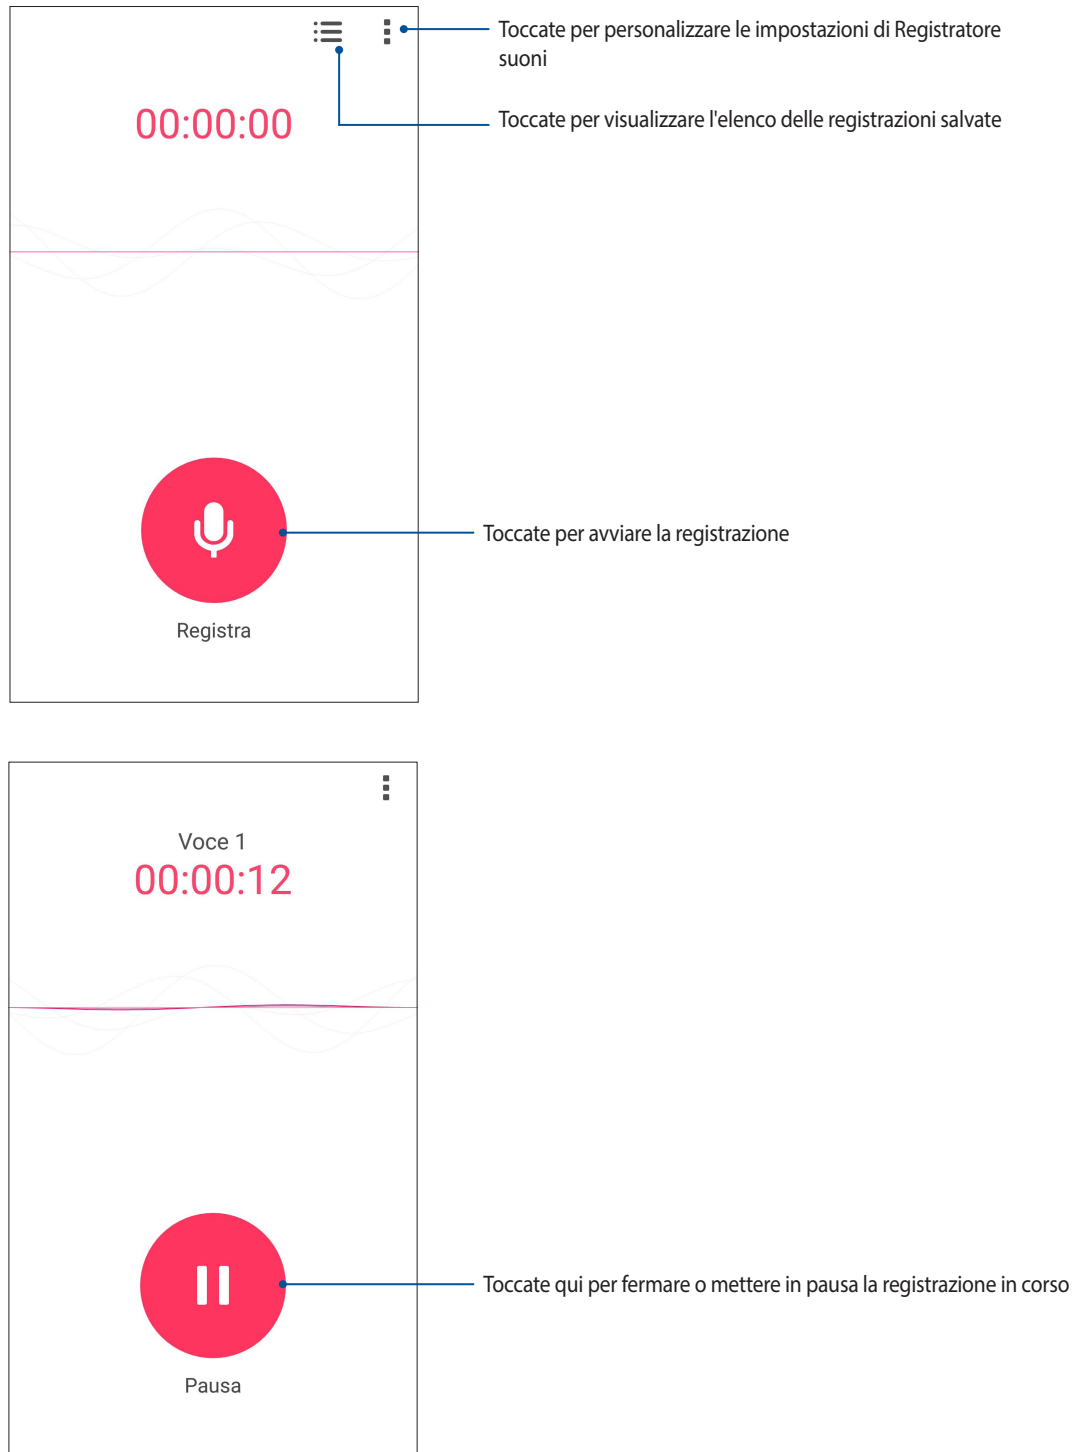 Toccate per personalizzare le impostazioni di Registratore
suoni
00:00:00
Toccate per visualizzare l'elenco delle registrazioni salvate
Toccate per avviare la registrazione
Registra
Voce 1
00:00:12
Toccate qui per fermare o mettere in pausa la registrazione in corso
Pausa